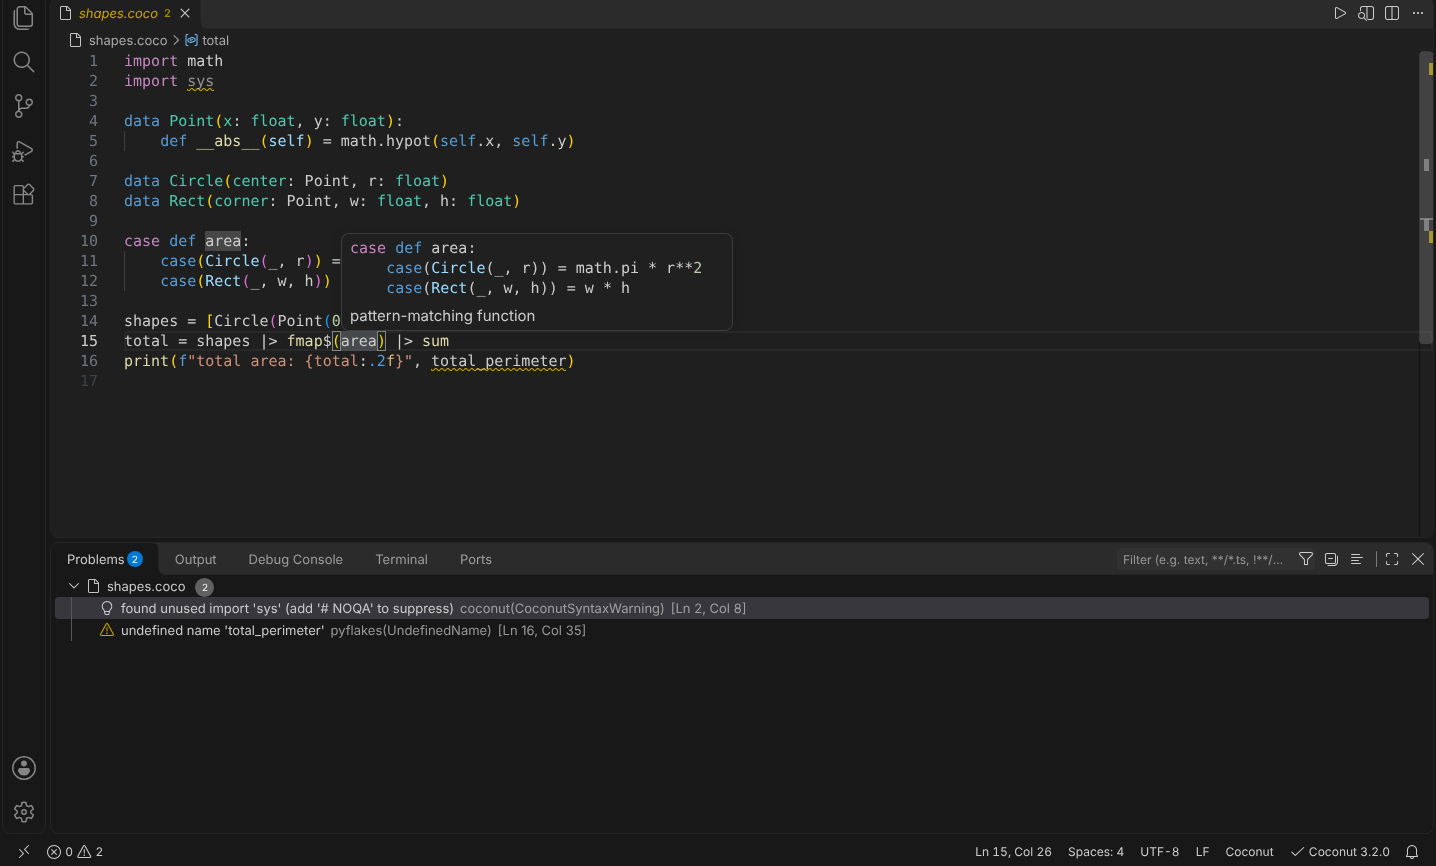 shapes.coco 2
shapes.coco > total
1 import math
2 import sys
3
4 data Point(x: float, y: float):
5     def __abs__(self) = math.hypot(self.x, self.y)
6
7 data Circle(center: Point, r: float)
8 data Rect(corner: Point, w: float, h: float)
9
10 case def area:
11     case(Circle(_, r)) =
12     case(Rect(_, w, h))
13
14 shapes = [Circle(Point(0
15 total = shapes |> fmap$(area) |> sum
16 print(f"total area: {total:.2f}", total_perimeter)
17
case def area:
    case(Circle(_, r)) = math.pi * r**2
    case(Rect(_, w, h)) = w * h
pattern-matching function
Problems 2 Output Debug Console Terminal Ports Filter (e.g. text, **/*.ts, !**/...
shapes.coco 2
found unused import 'sys' (add '# NOQA' to suppress) coconut(CoconutSyntaxWarning) [Ln 2, Col 8]
undefined name 'total_perimeter' pyflakes(UndefinedName) [Ln 16, Col 35]
0 2 Ln 15, Col 26 Spaces: 4 UTF-8 LF Coconut Coconut 3.2.0